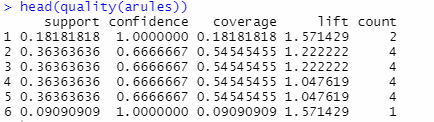 > head(quality(arules))
support confidence coverage lift count
1 0.18181818 1.0000000 0.18181818 1.571429 2
2 0.36363636 0.6666667 0.54545455 1.222222 4
3 0.36363636 0.6666667 0.54545455 1.222222 4
4 0.36363636 0.6666667 0.54545455 1.047619 4
5 0.36363636 0.6666667 0.54545455 1.047619 4
6 0.09090909 1.0000000 0.09090909 1.571429 1